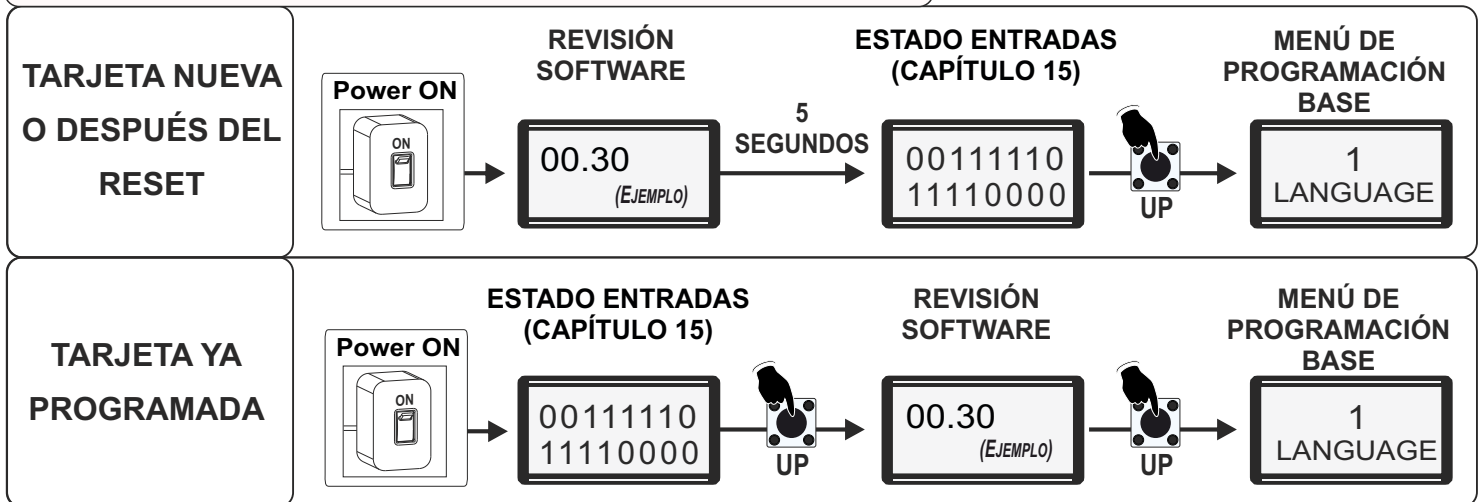 TARJETA NUEVA
O DESPUÉS DEL
RESET
Power ON
ON
REVISIÓN
SOFTWARE
00.30
(EJEMPLO)
5
SEGUNDOS
ESTADO ENTRADAS
(CAPÍTULO 15)
00111110
11110000
UP
MENÚ DE
PROGRAMACIÓN
BASE
1
LANGUAGE
TARJETA YA
PROGRAMADA
Power ON
ON
ESTADO ENTRADAS
(CAPÍTULO 15)
00111110
11110000
UP
REVISIÓN
SOFTWARE
00.30
(EJEMPLO)
UP
MENÚ DE
PROGRAMACIÓN
BASE
1
LANGUAGE